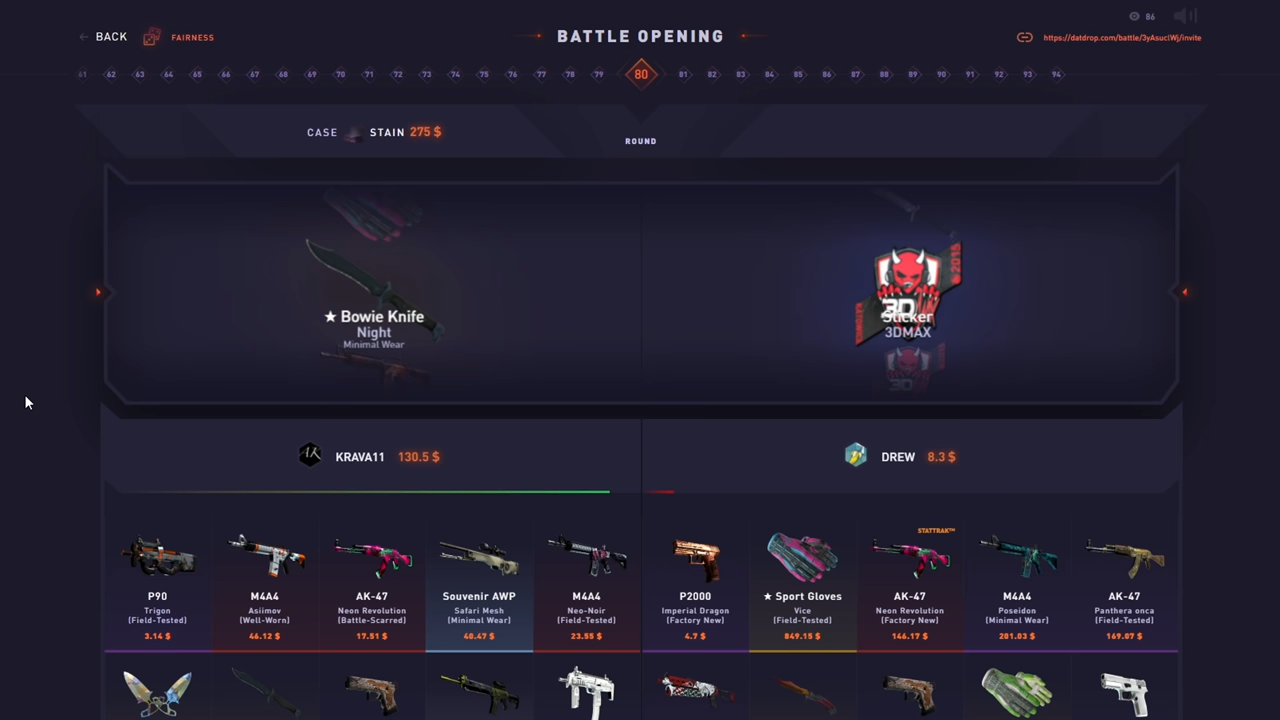 86
BACK
FAIRNESS
BATTLE OPENING
https://datdrop.com/battle/3yAsuclWj/invite
61 62 63 64 65 66 67 68 69 70 71 72 73 74 75 76 77 78 79 80 81 82 83 84 85 86 87 88 89 90 91 92 93 94
CASE STAIN 275 $
ROUND
★ Bowie Knife
Night
Minimal Wear
2015
3D
Sticker
3DMAX
KRAVA11 130.5 $
DREW 8.3 $
STATTRAK™
P90 M4A4 AK-47 Souvenir AWP M4A4 P2000 ★ Sport Gloves AK-47 M4A4 AK-47
Trigon Asiimov Neon Revolution Safari Mesh Neo-Noir Imperial Dragon Vice Neon Revolution Poseidon Panthera onca
(Field-Tested) (Well-Worn) (Battle-Scarred) (Minimal Wear) (Field-Tested) (Factory New) (Field-Tested) (Factory New) (Minimal Wear) (Field-Tested)
3.14 $ 46.12 $ 17.51 $ 40.47 $ 23.55 $ 4.7 $ 849.15 $ 146.17 $ 201.03 $ 169.07 $